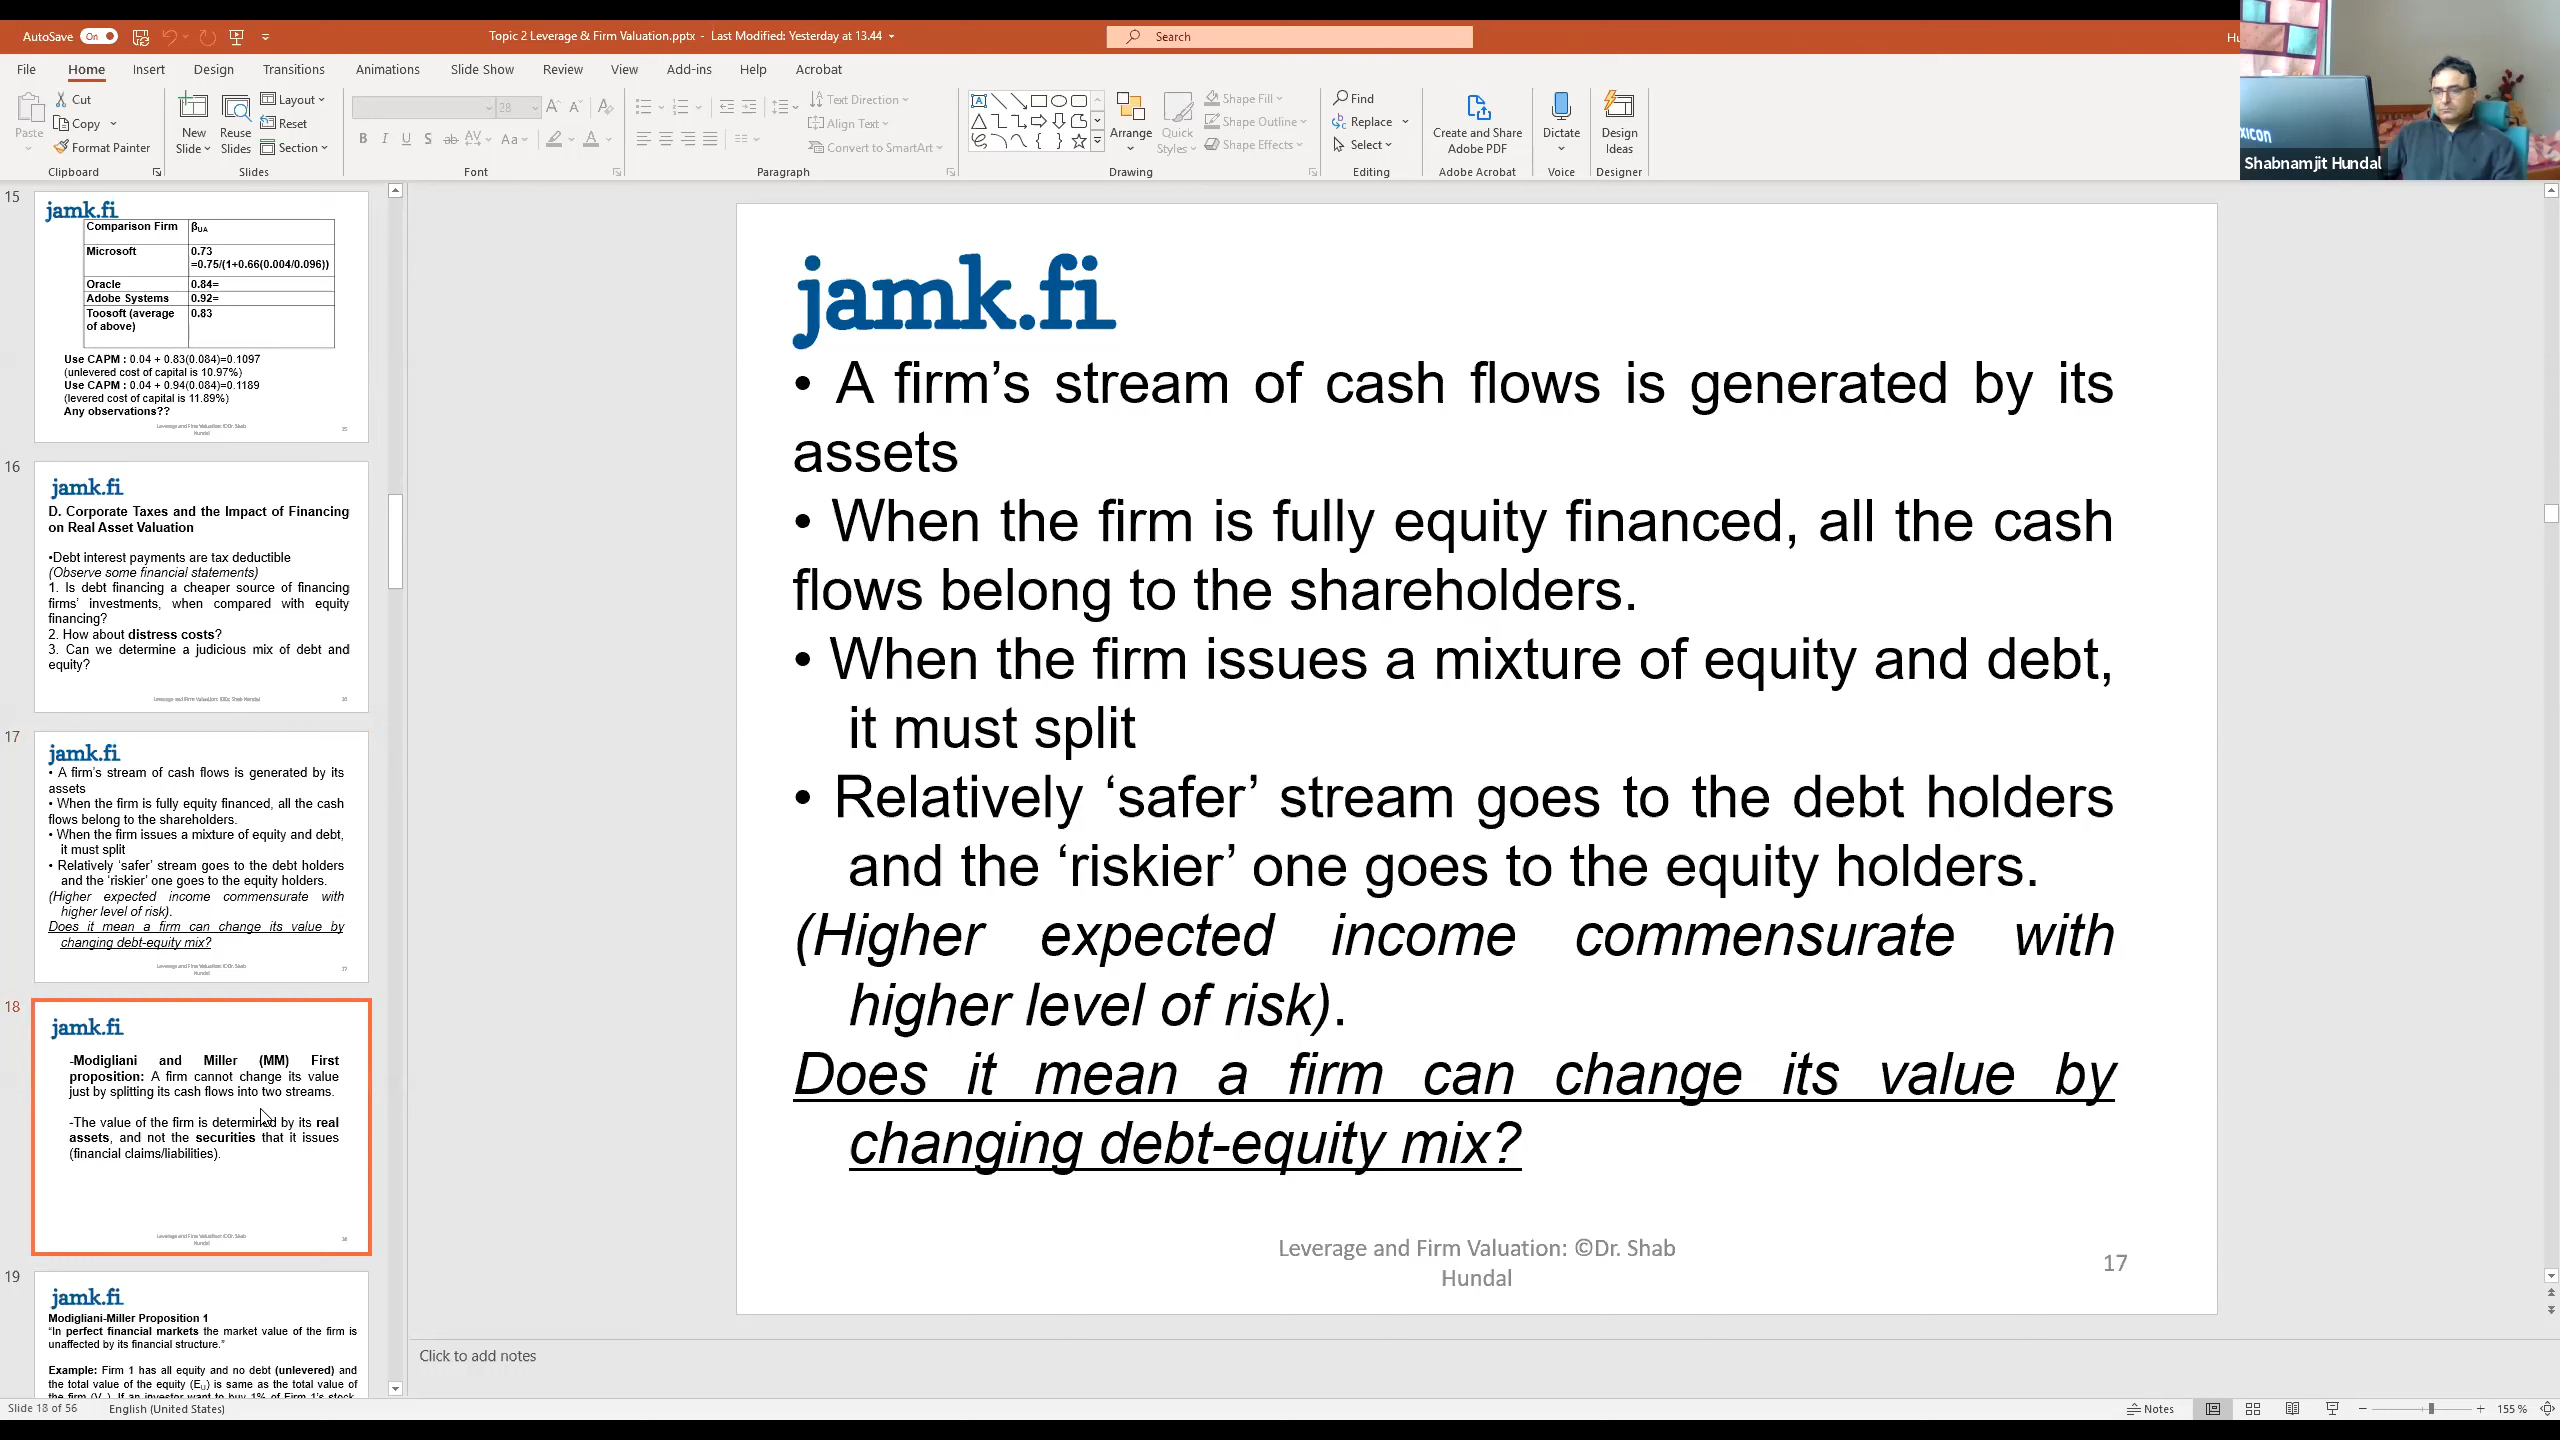 AutoSave On
Topic 2 Leverage & Firm Valuation.pptx - Last Modified: Yesterday at 13.44
Search
File Home Insert Design Transitions Animations Slide Show Review View Add-ins Help Acrobat
Paste
Cut
Copy
Format Painter
Clipboard
New Slide
Reuse Slides
Layout
Reset
Section
Slides
28
Font
Text Direction
Align Text
Convert to SmartArt
Paragraph
Arrange
Quick Styles
Shape Fill
Shape Outline
Shape Effects
Drawing
Find
Replace
Select
Editing
Create and Share Adobe PDF
Adobe Acrobat
Dictate
Voice
Design Ideas
Designer
xicon
Shabnamjit Hundal
15
jamk.fi
Comparison Firm βUA
Microsoft 0.73
=0.75/(1+0.66(0.004/0.096))
Oracle 0.84=
Adobe Systems 0.92=
Toosoft (average of above) 0.83
Use CAPM : 0.04 + 0.83(0.084)=0.1097
(unlevered cost of capital is 10.97%)
Use CAPM : 0.04 + 0.94(0.084)=0.1189
(levered cost of capital is 11.89%)
Any observations??
Leverage and Firm Valuation: ©Dr. Shab
Hundal
15
16
jamk.fi
D. Corporate Taxes and the Impact of Financing
on Real Asset Valuation
•Debt interest payments are tax deductible
(Observe some financial statements)
1. Is debt financing a cheaper source of financing
firms’ investments, when compared with equity
financing?
2. How about distress costs?
3. Can we determine a judicious mix of debt and
equity?
Leverage and Firm Valuation: ©Dr. Shab Hundal
16
17
jamk.fi
• A firm’s stream of cash flows is generated by its
assets
• When the firm is fully equity financed, all the cash
flows belong to the shareholders.
• When the firm issues a mixture of equity and debt,
it must split
• Relatively ‘safer’ stream goes to the debt holders
and the ‘riskier’ one goes to the equity holders.
(Higher expected income commensurate with
higher level of risk).
Does it mean a firm can change its value by
changing debt-equity mix?
Leverage and Firm Valuation: ©Dr. Shab
Hundal
17
18
jamk.fi
-Modigliani and Miller (MM) First
proposition: A firm cannot change its value
just by splitting its cash flows into two streams.
-The value of the firm is determined by its real
assets, and not the securities that it issues
(financial claims/liabilities).
Leverage and Firm Valuation: ©Dr. Shab
Hundal
18
19
jamk.fi
Modigliani-Miller Proposition 1
“In perfect financial markets the market value of the firm is
unaffected by its financial structure.”
Example: Firm 1 has all equity and no debt (unlevered) and
the total value of the equity (EU) is same as the total value of
jamk.fi
• A firm’s stream of cash flows is generated by its
assets
• When the firm is fully equity financed, all the cash
flows belong to the shareholders.
• When the firm issues a mixture of equity and debt,
it must split
• Relatively ‘safer’ stream goes to the debt holders
and the ‘riskier’ one goes to the equity holders.
(Higher expected income commensurate with
higher level of risk).
Does it mean a firm can change its value by
changing debt-equity mix?
Leverage and Firm Valuation: ©Dr. Shab
Hundal
17
Click to add notes
Slide 18 of 56 English (United States)
Notes 155 %